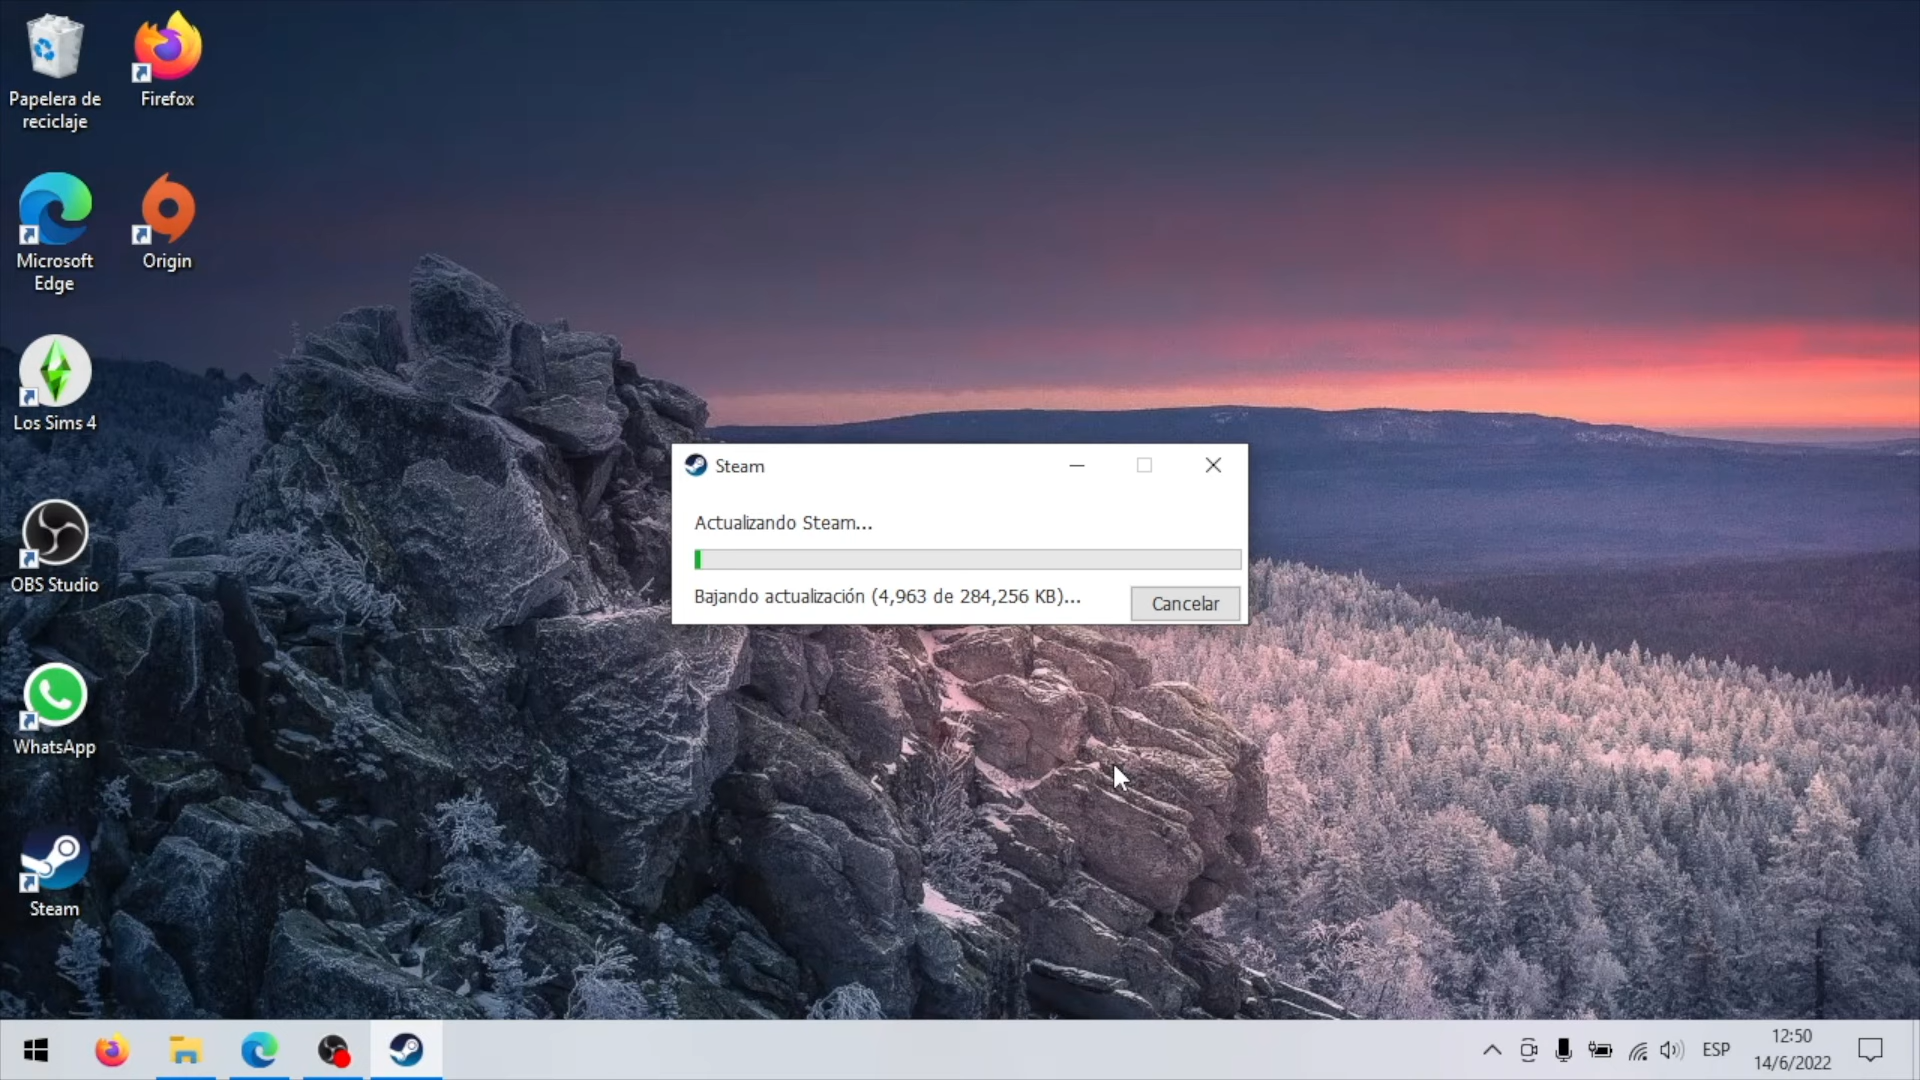 Papelera de
reciclaje
Firefox
Microsoft
Edge
Origin
Los Sims 4
OBS Studio
WhatsApp
Steam
Steam
Actualizando Steam...
Bajando actualización (4,963 de 284,256 KB)...
Cancelar
ESP
12:50
14/6/2022